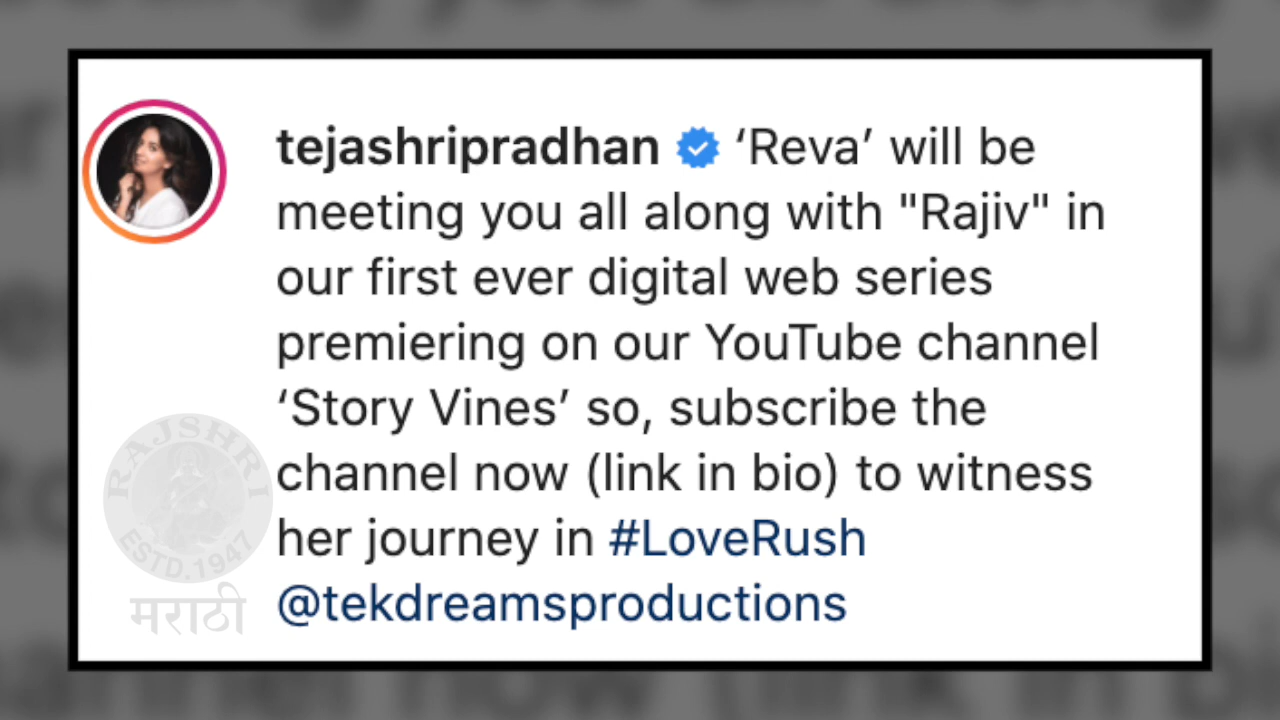 tejashripradhan ‘Reva’ will be
meeting you all along with "Rajiv" in
our first ever digital web series
premiering on our YouTube channel
‘Story Vines’ so, subscribe the
channel now (link in bio) to witness
her journey in #LoveRush
@tekdreamsproductions
RAJSHRI
ESTD.1947
मराठी